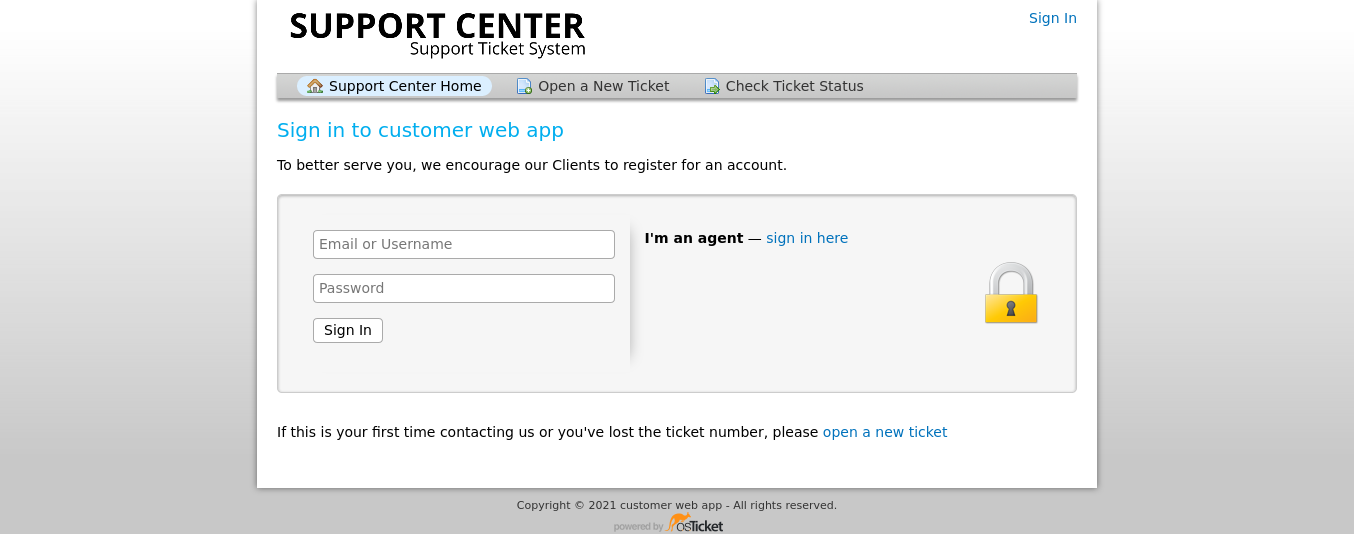 SUPPORT CENTER
Support Ticket System
Sign In
Support Center Home
Open a New Ticket
Check Ticket Status
Sign in to customer web app
To better serve you, we encourage our Clients to register for an account.
Email or Username
Password
Sign In
I'm an agent — sign in here
If this is your first time contacting us or you've lost the ticket number, please open a new ticket
Copyright © 2021 customer web app - All rights reserved.
powered by osTicket